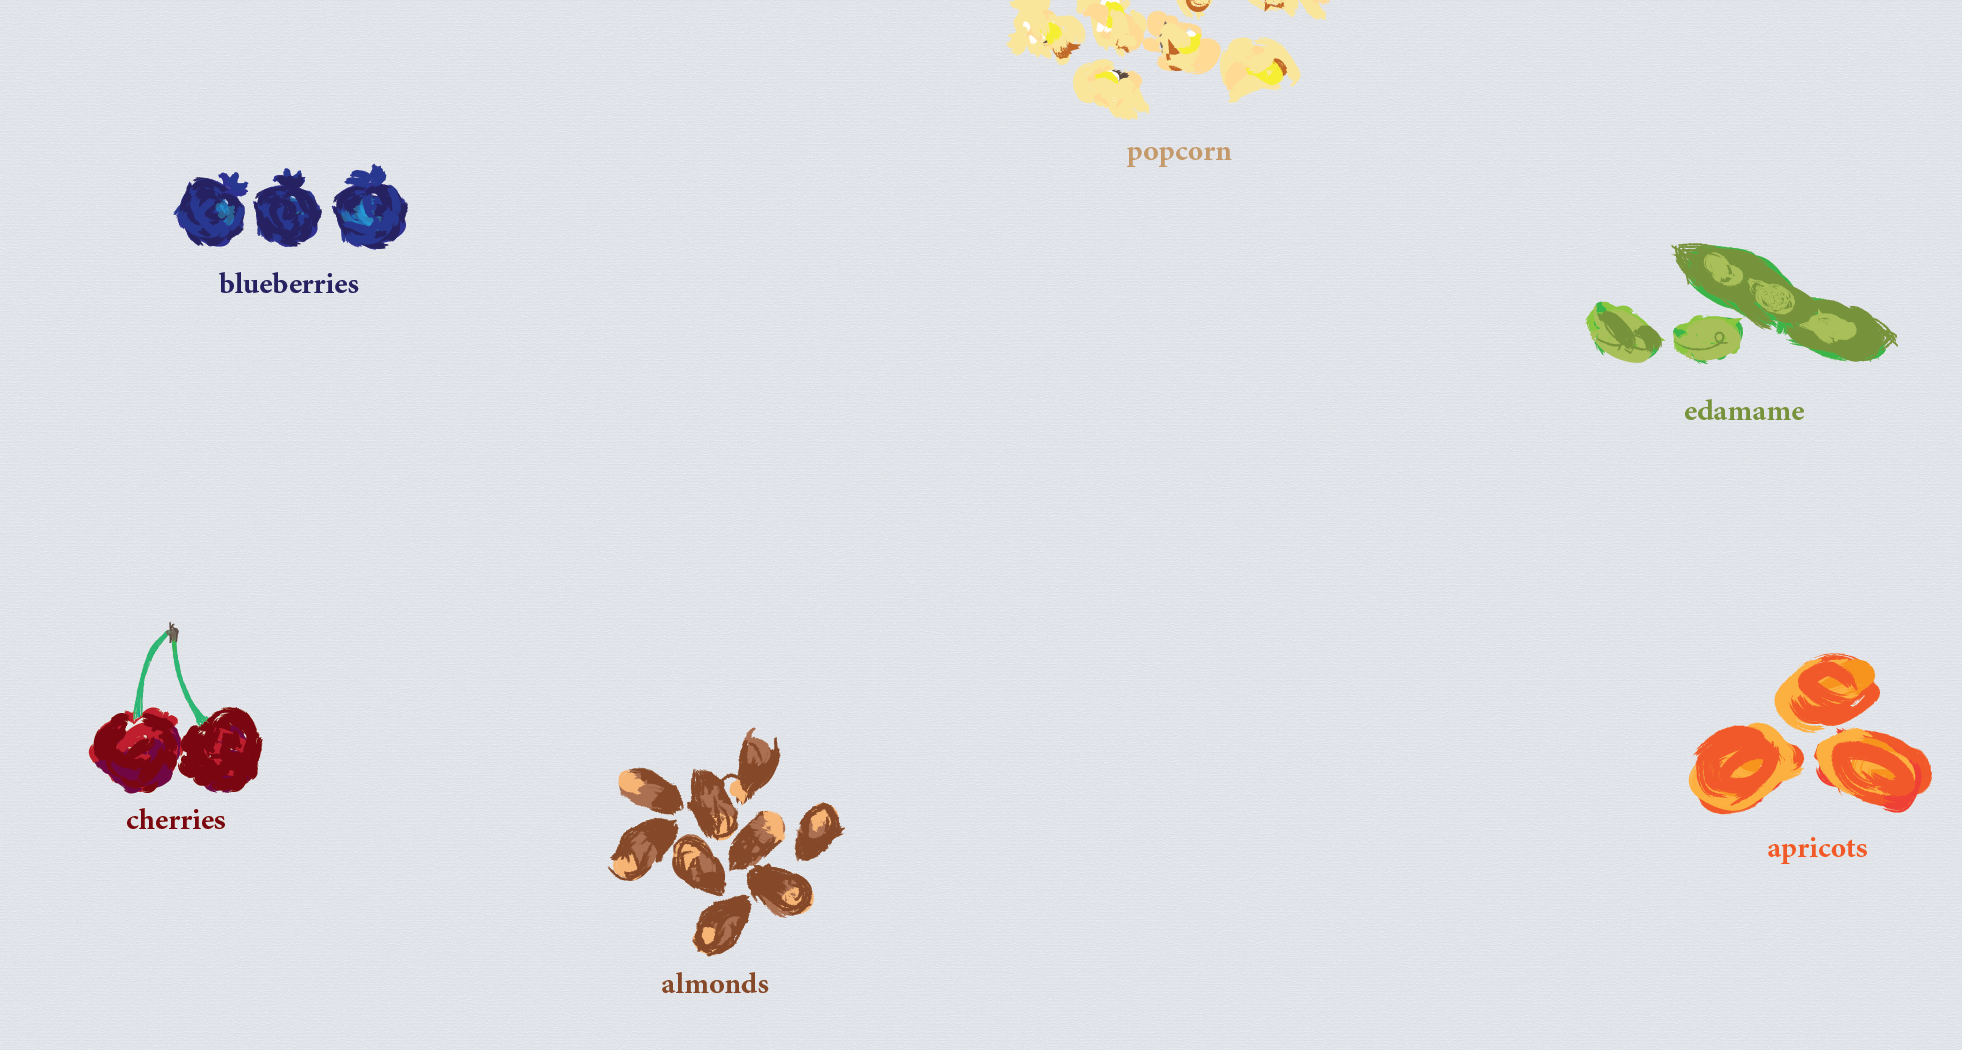 popcorn
blueberries
edamame
cherries
apricots
almonds